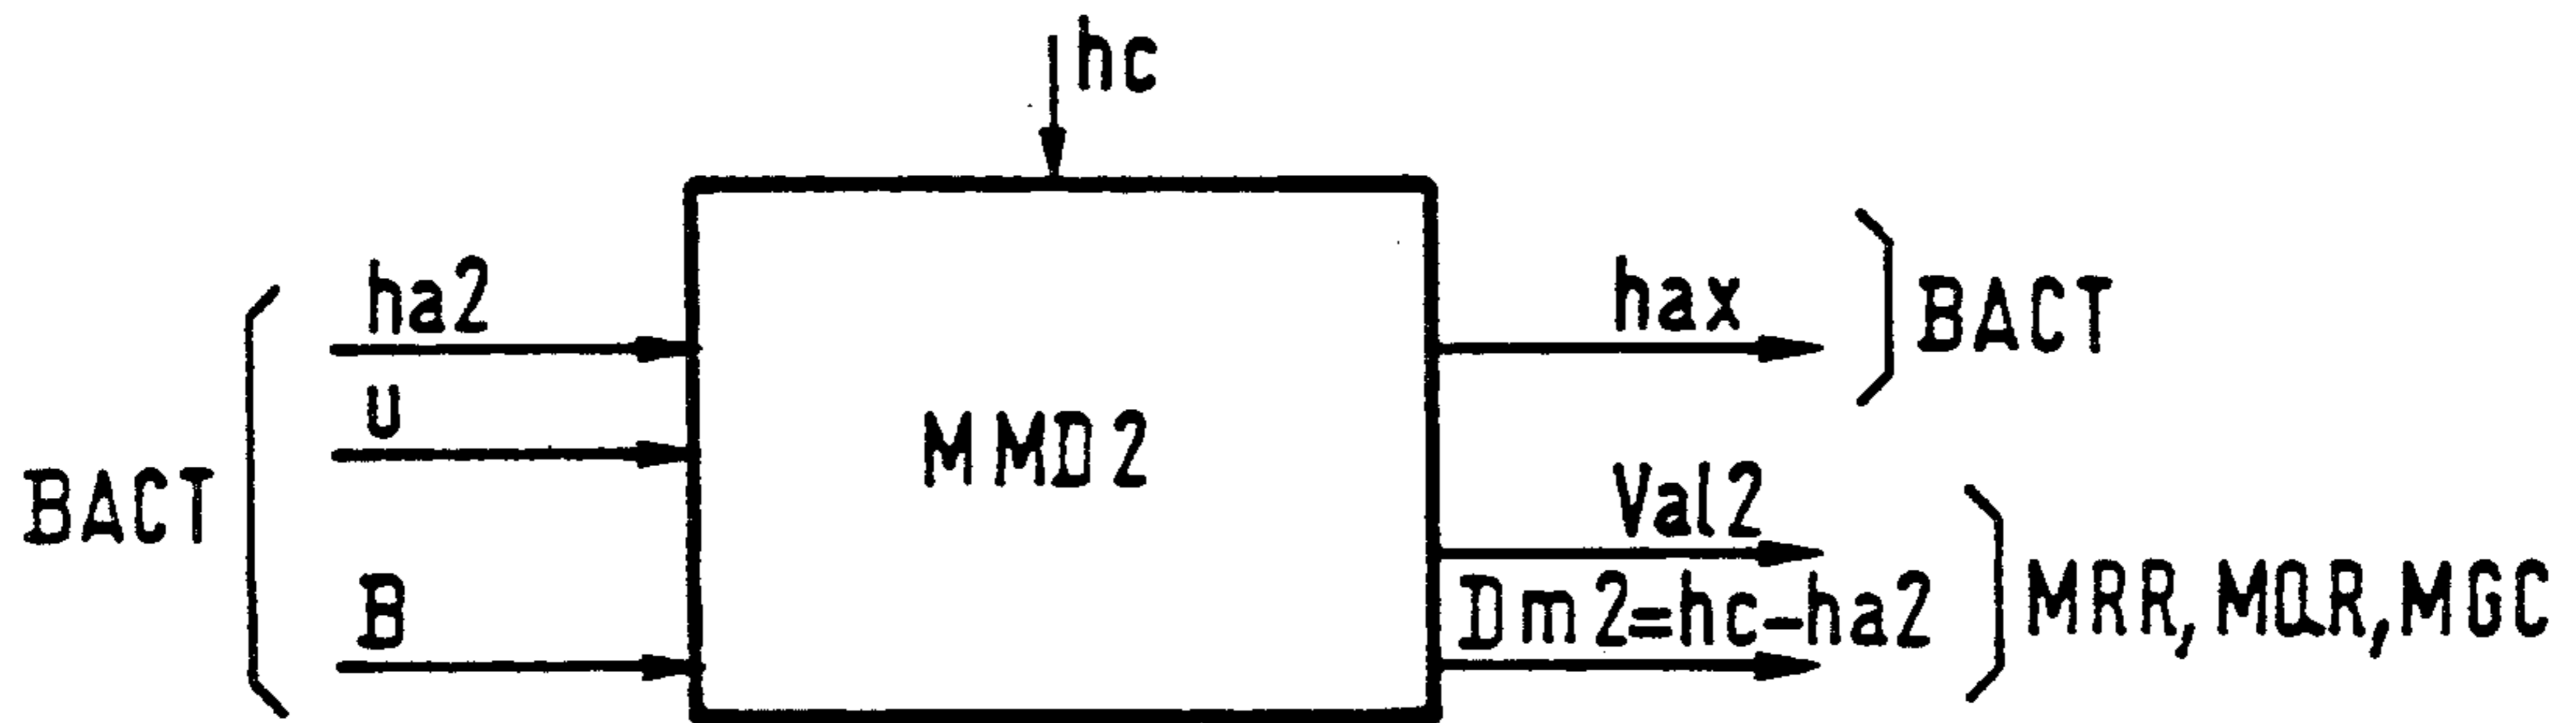 hc
ha2
u
B
BACT
MMD2
hax
BACT
Val2
Dm2=hc-ha2
MRR, MQR, MGC